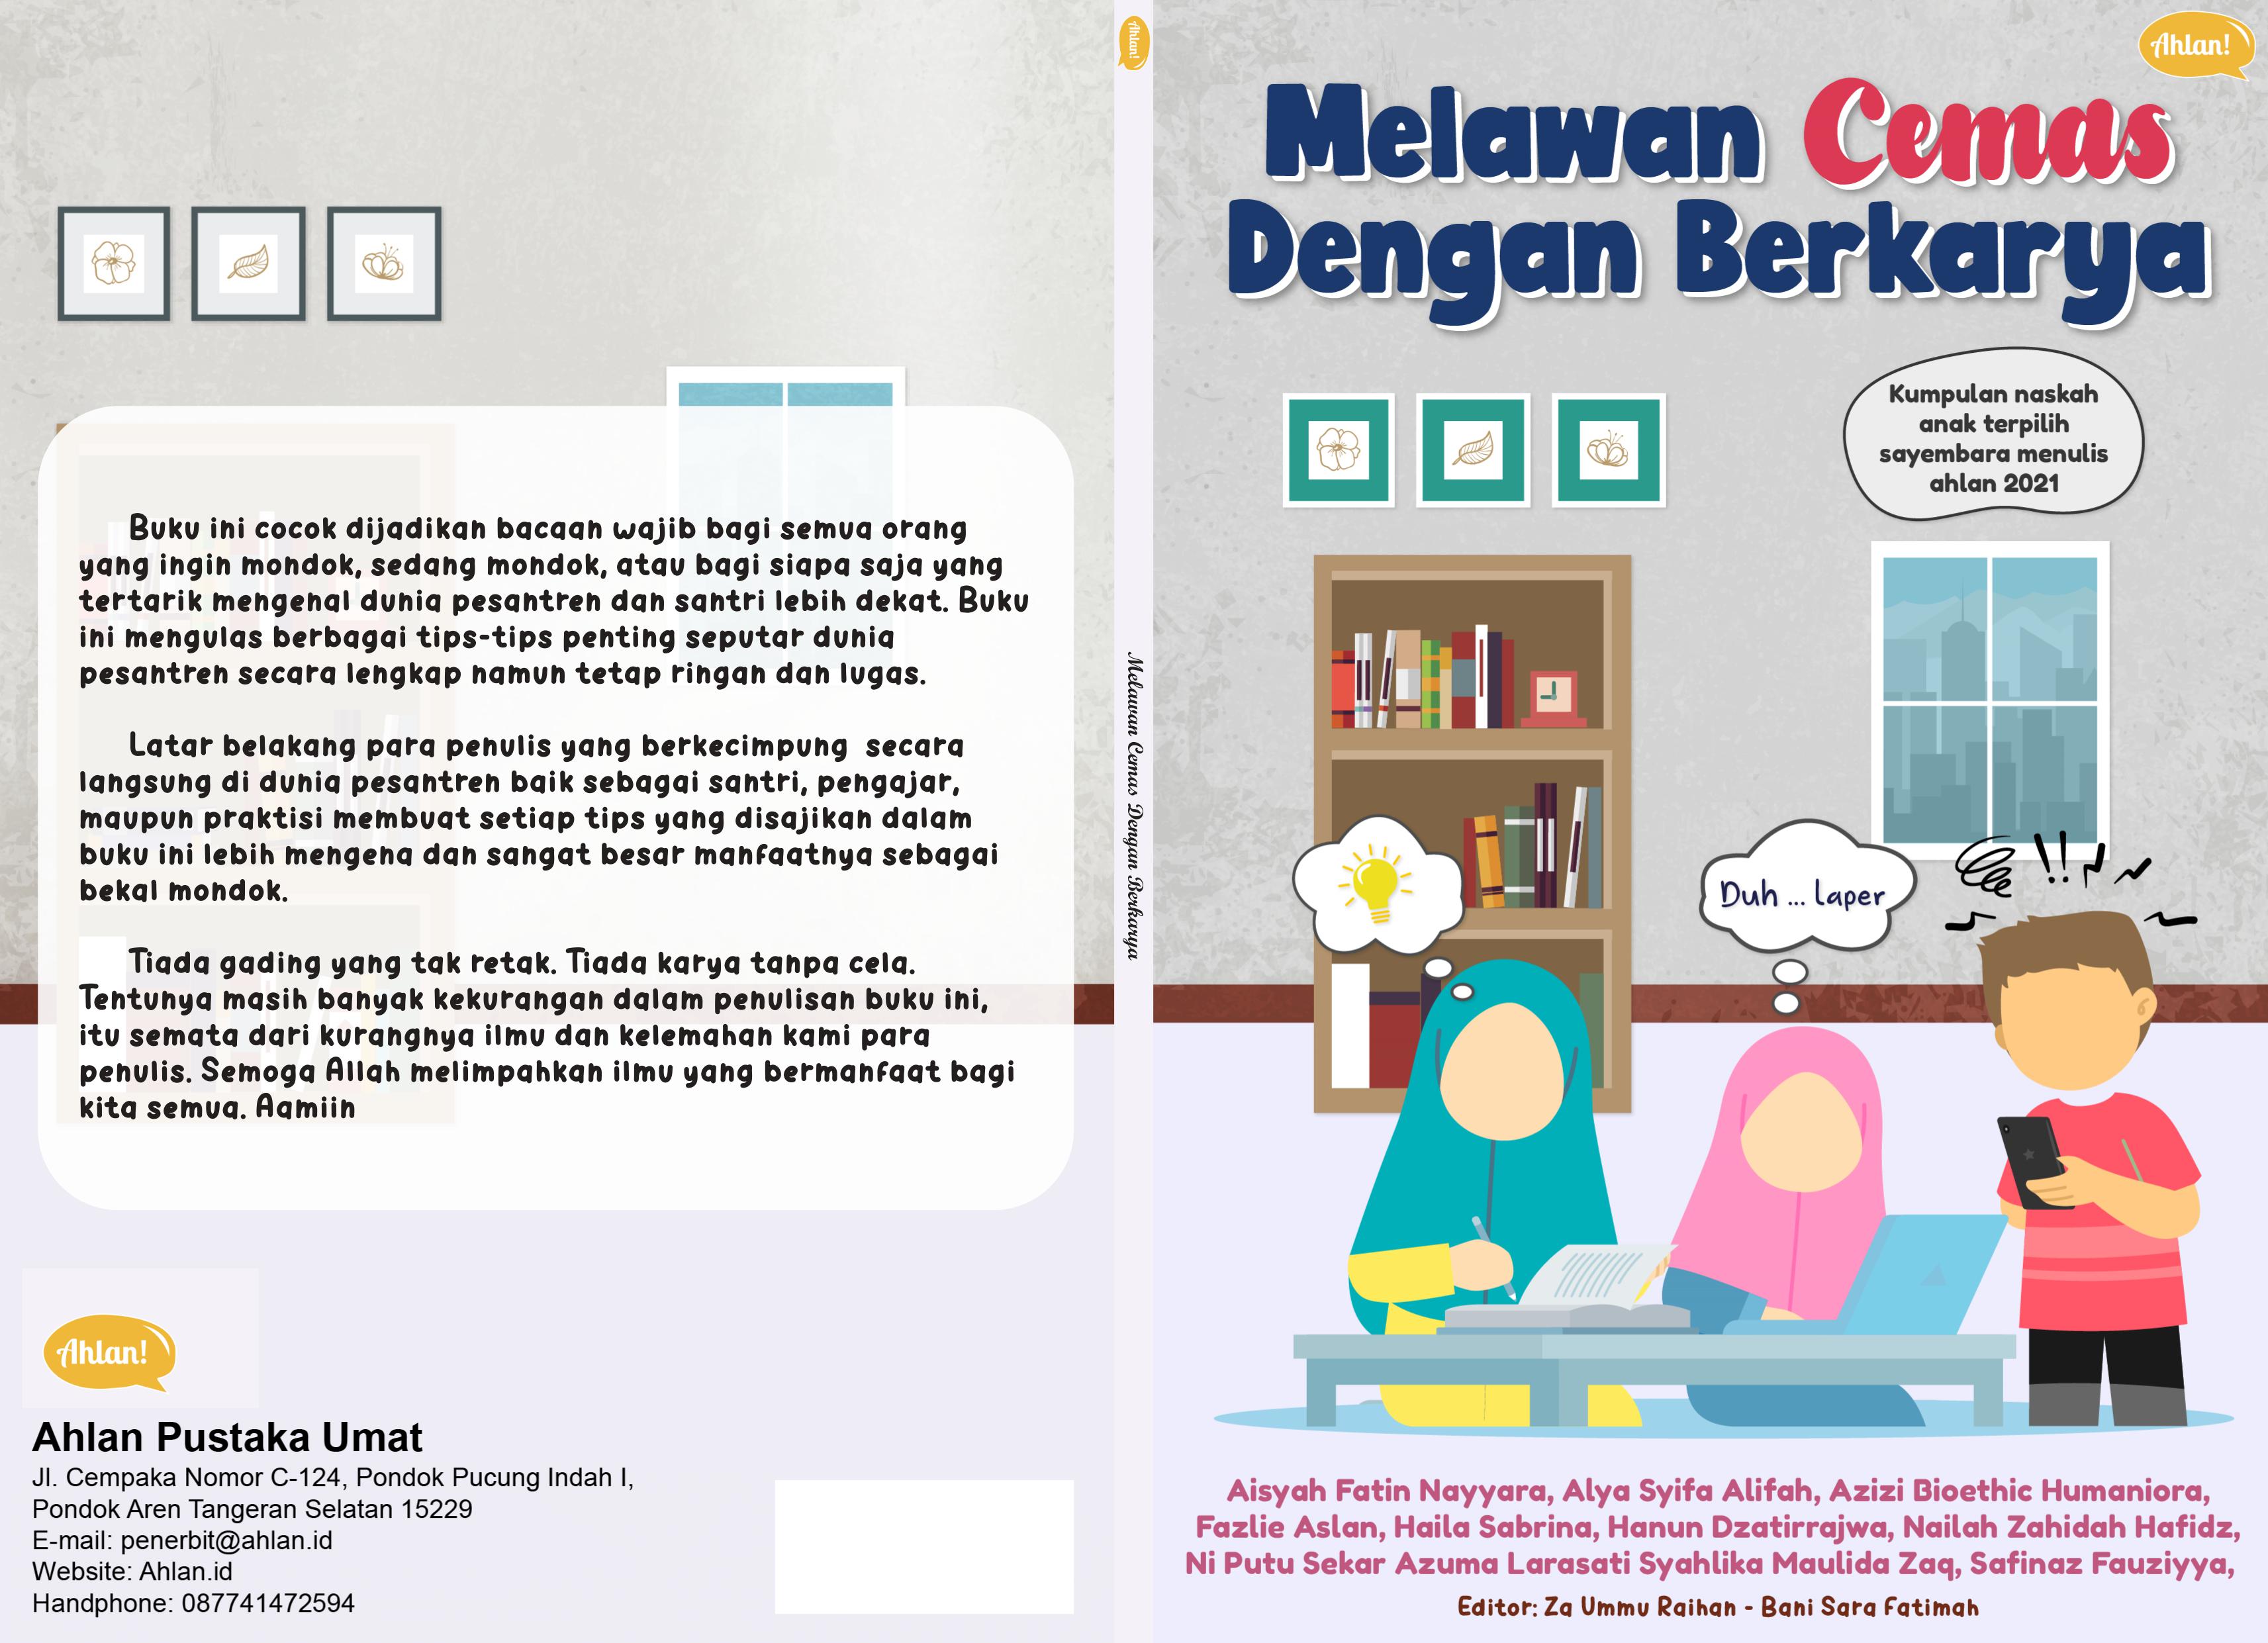 Buku ini cocok dijadikan bacaan wajib bagi semua orang
yang ingin mondok, sedang mondok, atau bagi siapa saja yang
tertarik mengenal dunia pesantren dan santri lebih dekat. Buku
ini mengulas berbagai tips-tips penting seputar dunia
pesantren secara lengkap namun tetap ringan dan lugas.
Latar belakang para penulis yang berkecimpung secara
langsung di dunia pesantren baik sebagai santri, pengajar,
maupun praktisi membuat setiap tips yang disajikan dalam
buku ini lebih mengena dan sangat besar manfaatnya sebagai
bekal mondok.
Tiada gading yang tak retak. Tiada karya tanpa cela.
Tentunya masih banyak kekurangan dalam penulisan buku ini,
itu semata dari kurangnya ilmu dan kelemahan kami para
penulis. Semoga Allah melimpahkan ilmu yang bermanfaat bagi
kita semua. Aamiin
Ahlan!
Ahlan Pustaka Umat
Jl. Cempaka Nomor C-124, Pondok Pucung Indah I,
Pondok Aren Tangeran Selatan 15229
E-mail: penerbit@ahlan.id
Website: Ahlan.id
Handphone: 087741472594
Ahlan!
Melawan Cemas Dengan Berkarya
Ahlan!
Melawan Cemas
Dengan Berkarya
Kumpulan naskah
anak terpilih
sayembara menulis
ahlan 2021
Duh ... laper
Aisyah Fatin Nayyara, Alya Syifa Alifah, Azizi Bioethic Humaniora,
Fazlie Aslan, Haila Sabrina, Hanun Dzatirrajwa, Nailah Zahidah Hafidz,
Ni Putu Sekar Azuma Larasati Syahlika Maulida Zaq, Safinaz Fauziyya,
Editor: Za Ummu Raihan - Bani Sara Fatimah